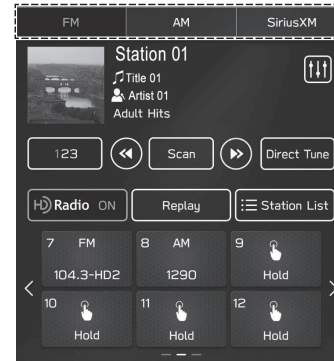 FM AM SiriusXM
Station 01
Title 01
Artist 01
Adult Hits
123 Scan Direct Tune
HD Radio ON Replay Station List
7 FM 8 AM 9
104.3-HD2 1290 Hold
10 11 12
Hold Hold Hold